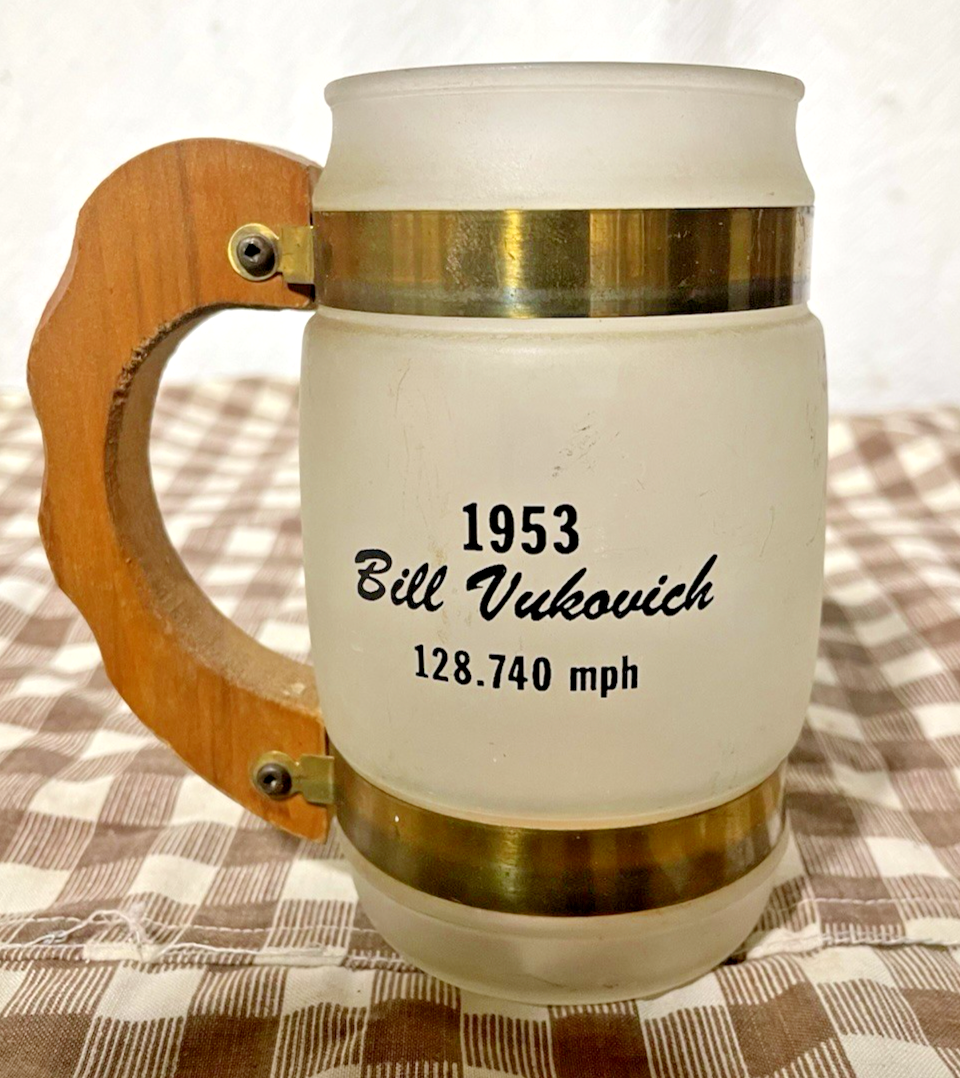 1953
Bill Vukovich
128.740 mph